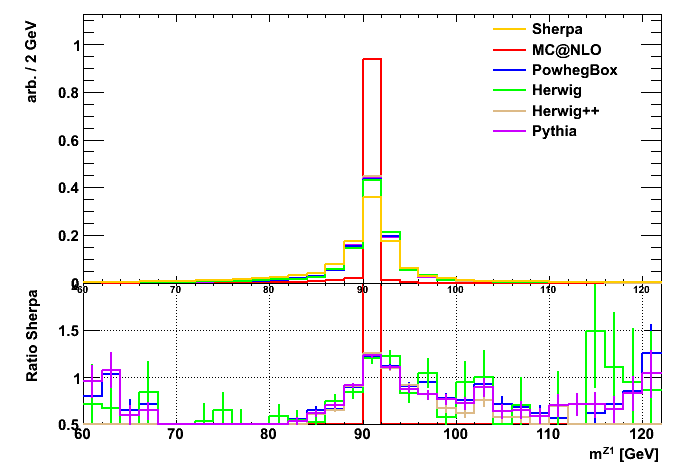 arb. / 2 GeV
1
0.8
0.6
0.4
0.2
0
Sherpa
MC@NLO
PowhegBox
Herwig
Herwig++
Pythia
60 70 80 90 100 110 120
Ratio Sherpa
1.5
1
0.5
60 70 80 90 100 110 120
mZ1 [GeV]